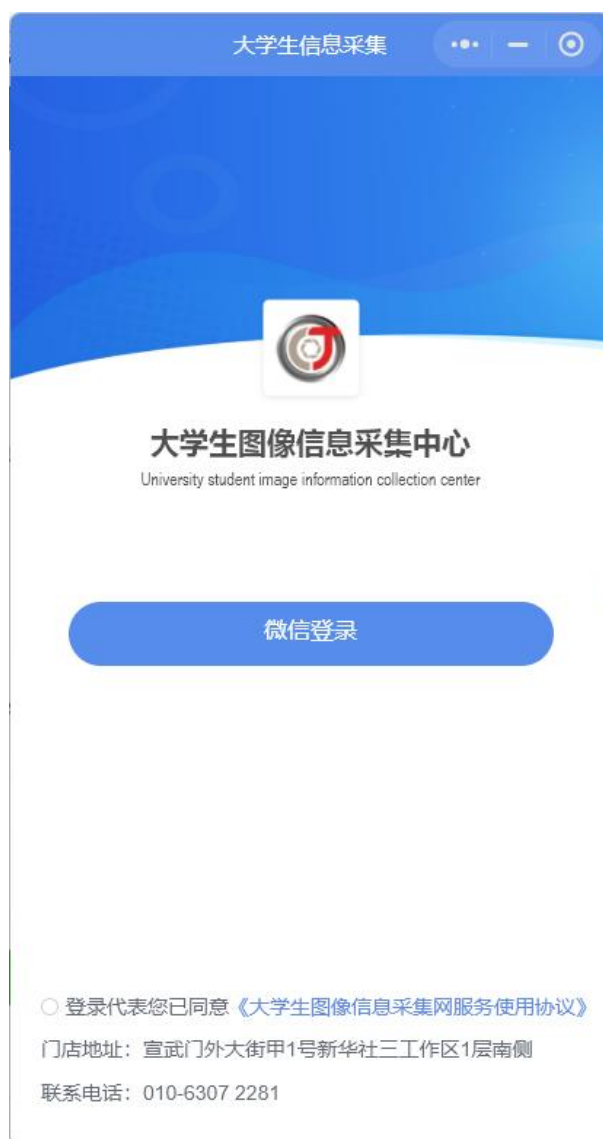 大学生信息采集
大学生图像信息采集中心
University student image information collection center
微信登录
登录代表您已同意《大学生图像信息采集网服务使用协议》
门店地址：宣武门外大街甲1号新华社三工作区1层南侧
联系电话：010-6307 2281